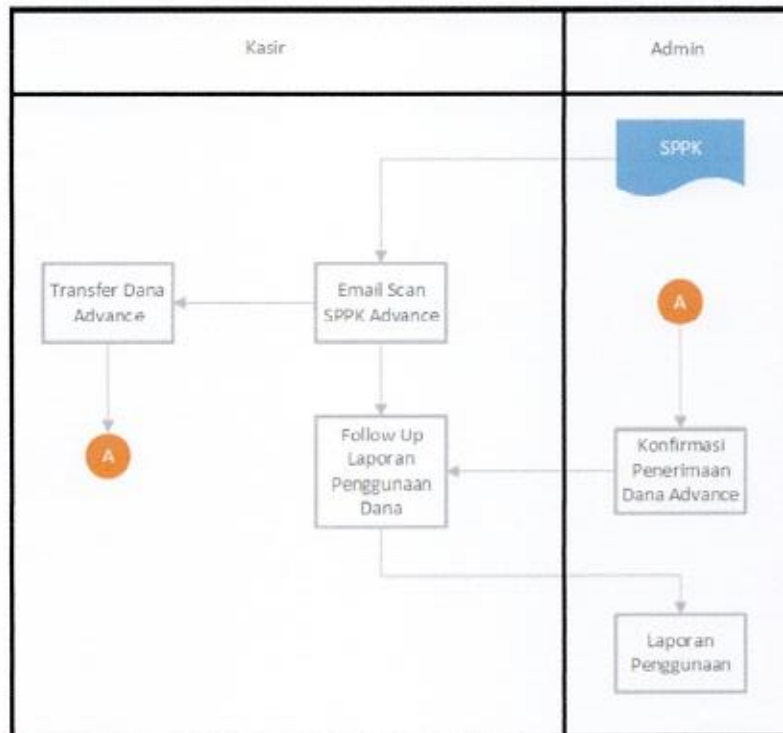 Kasir
Admin
SPPK
Transfer Dana
Advance
Email Scan
SPPK Advance
A
A
Follow Up
Laporan
Penggunaan
Dana
Konfirmasi
Penerimaan
Dana Advance
Laporan
Penggunaan